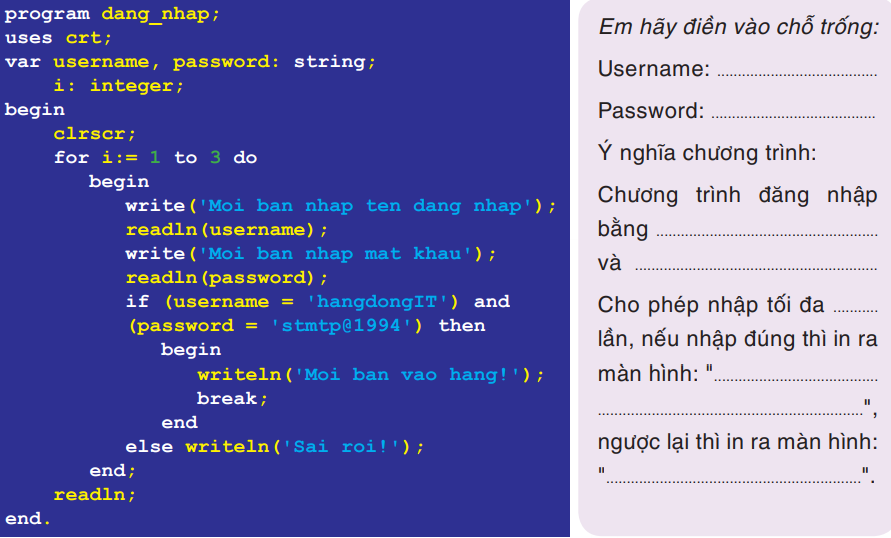 program dang_nhap;
uses crt;
var username, password: string;
    i: integer;
begin
    clrscr;
    for i:= 1 to 3 do
       begin
          write('Moi ban nhap ten dang nhap');
          readln(username);
          write('Moi ban nhap mat khau');
          readln(password);
          if (username = 'hangdongIT') and
          (password = 'stmtp@1994') then
             begin
                writeln('Moi ban vao hang!');
                break;
             end
          else writeln('Sai roi!');
       end;
    readln;
end.
Em hãy điền vào chỗ trống:
Username: ......................................
Password: ......................................
Ý nghĩa chương trình:
Chương trình đăng nhập
bằng ......................................................
và ...........................................................
Cho phép nhập tối đa ...........
lần, nếu nhập đúng thì in ra
màn hình: "........................................
................................................................",
ngược lại thì in ra màn hình:
"..............................................................".